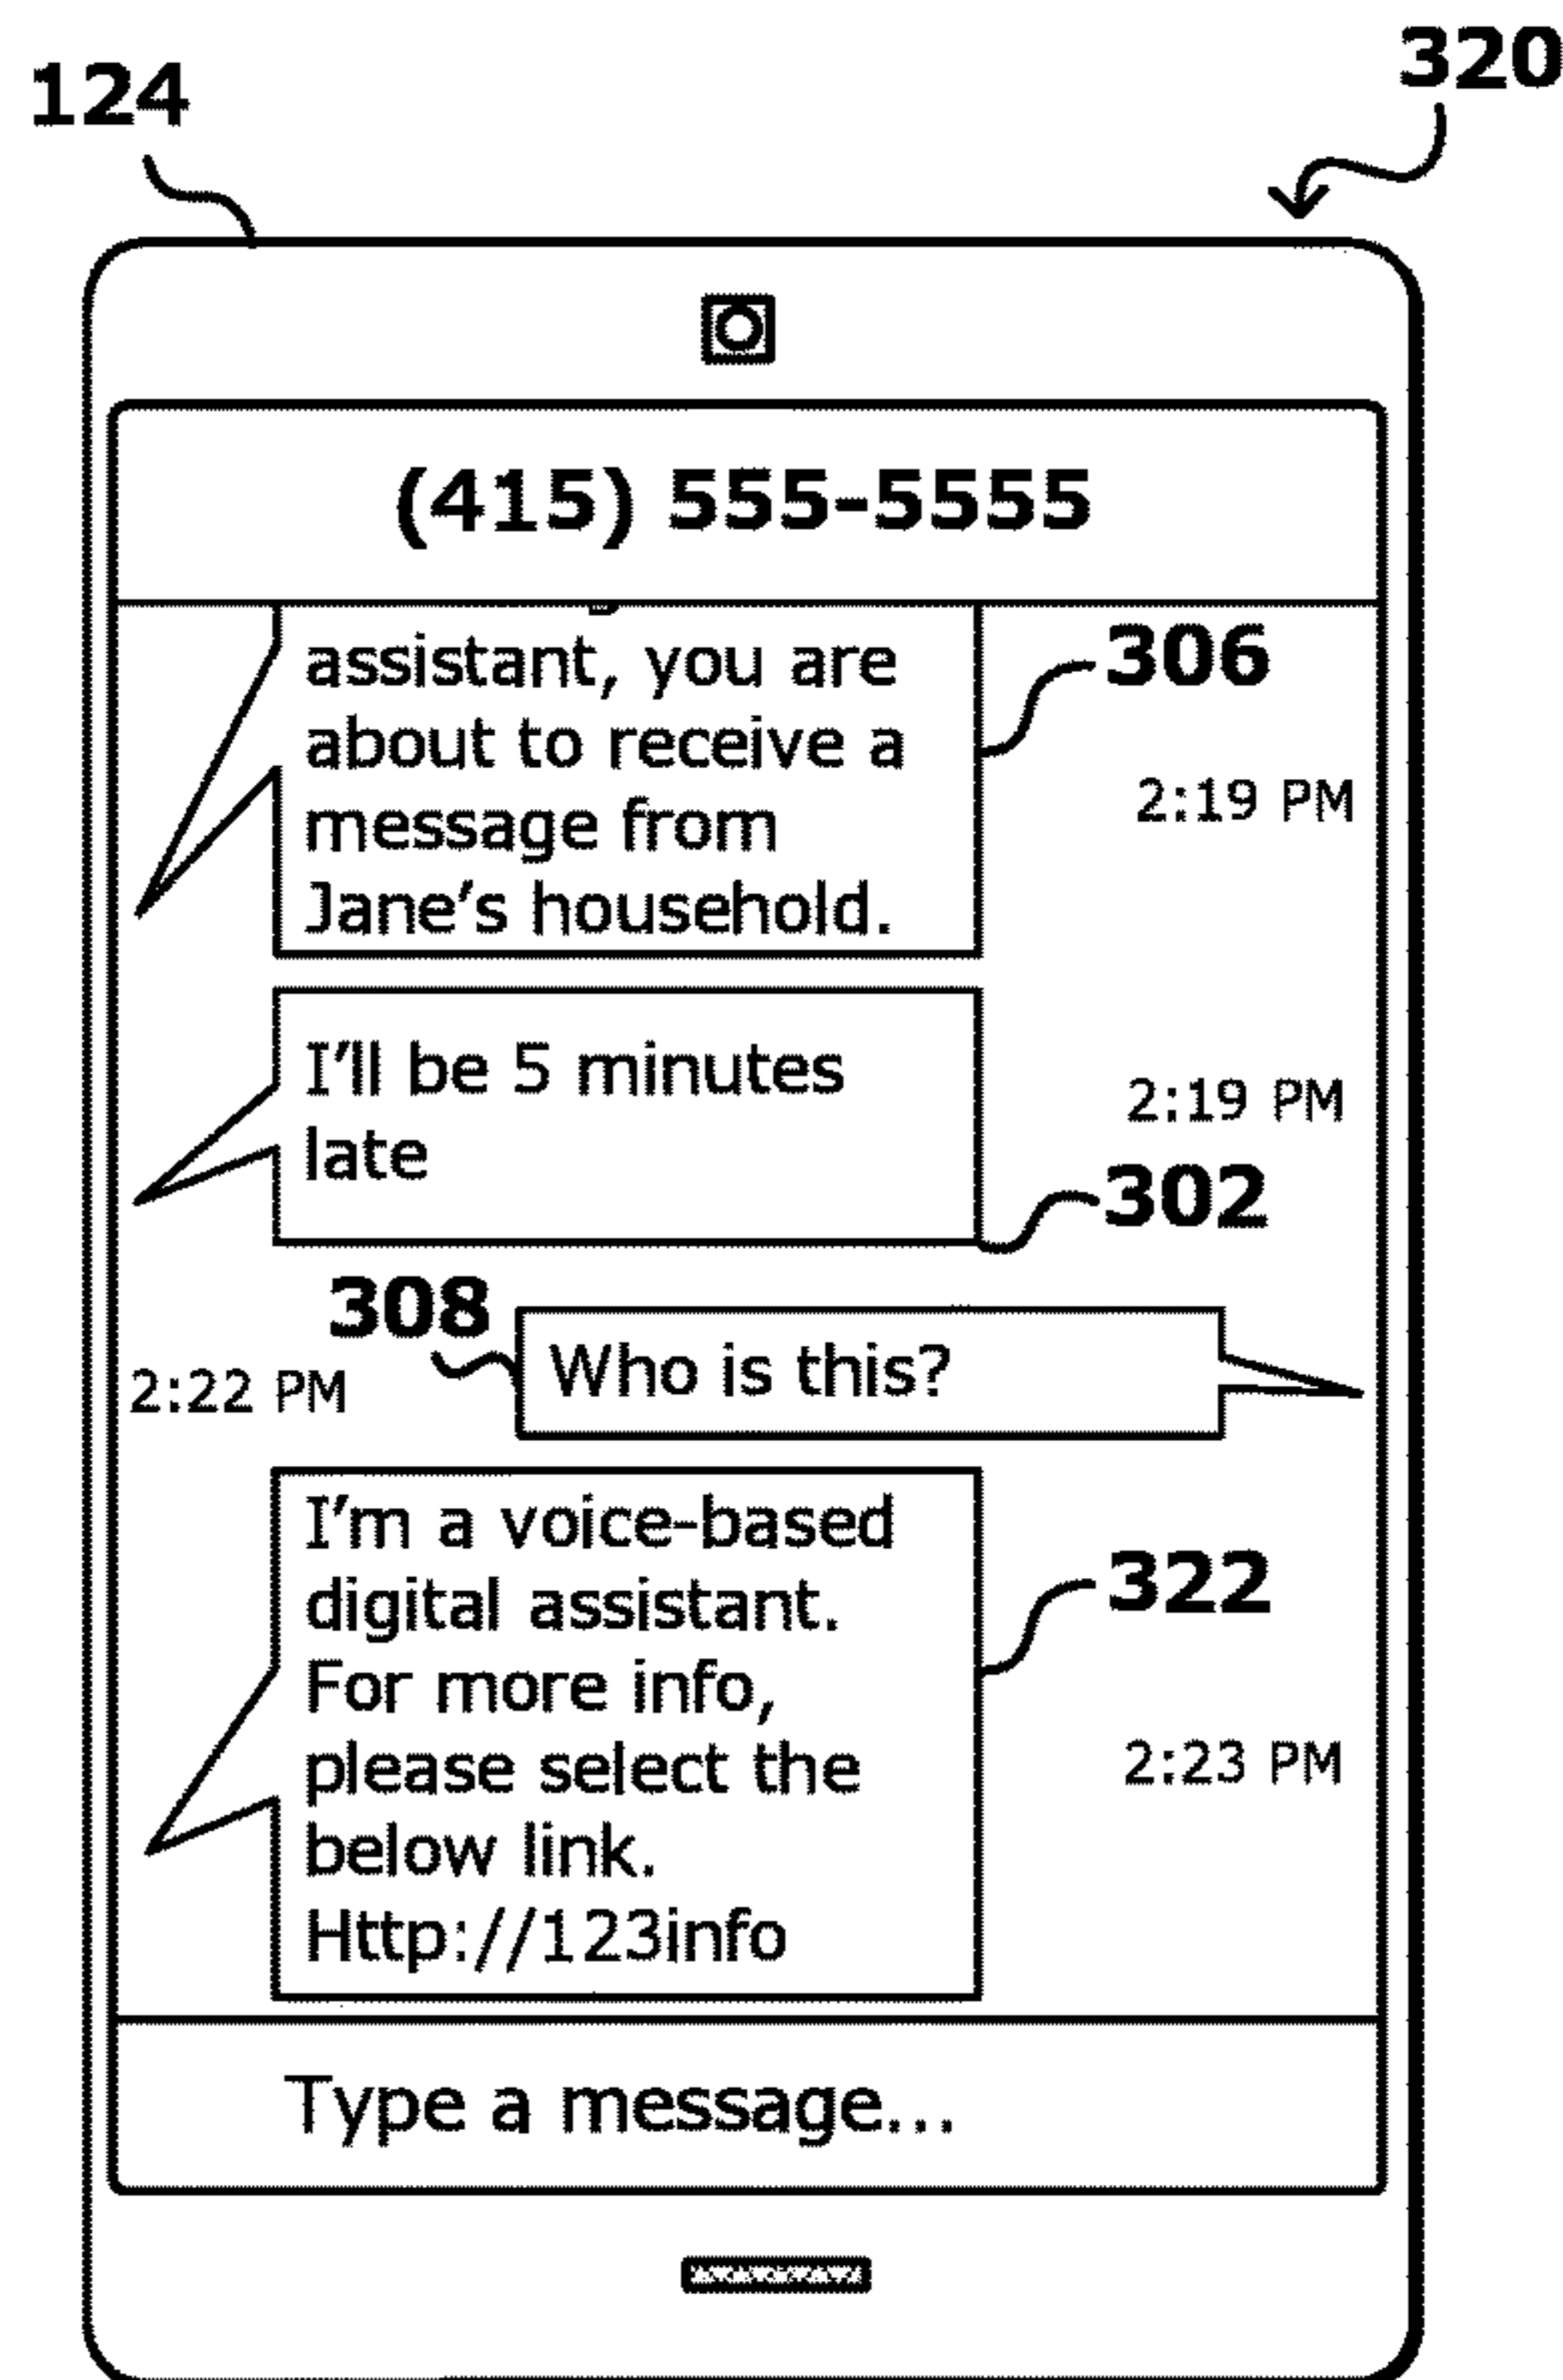 124
320
(415) 555-5555
assistant, you are
about to receive a
message from
Jane's household.
306
2:19 PM
I'll be 5 minutes
late
2:19 PM
302
308
2:22 PM
Who is this?
I'm a voice-based
digital assistant.
For more info,
please select the
below link.
Http://123info
322
2:23 PM
Type a message...